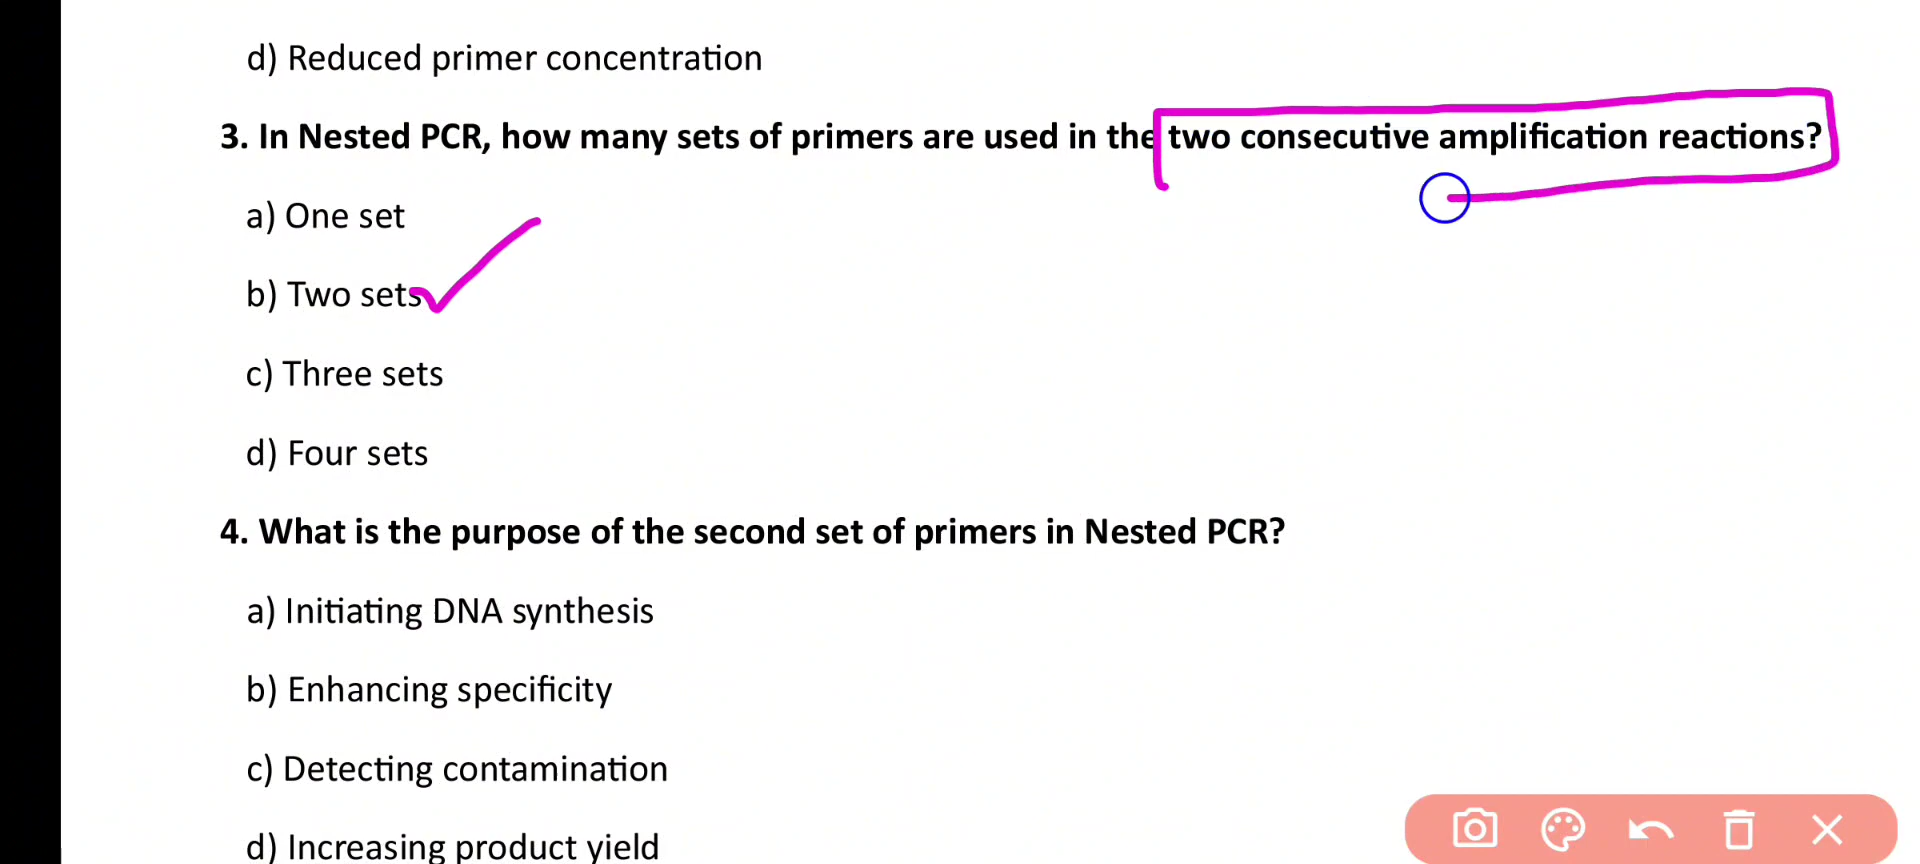 d) Reduced primer concentration
3. In Nested PCR, how many sets of primers are used in the two consecutive amplification reactions?
a) One set
b) Two sets
c) Three sets
d) Four sets
4. What is the purpose of the second set of primers in Nested PCR?
a) Initiating DNA synthesis
b) Enhancing specificity
c) Detecting contamination
d) Increasing product yield